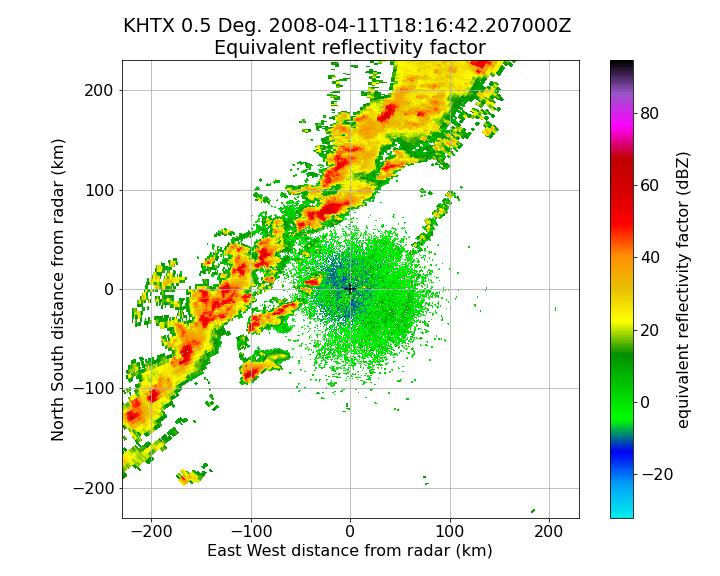 KHTX 0.5 Deg. 2008-04-11T18:16:42.207000Z
Equivalent reflectivity factor
North South distance from radar (km)
200
100
0
−100
−200
−200 −100 0 100 200
East West distance from radar (km)
80
60
40
20
0
−20
equivalent reflectivity factor (dBZ)